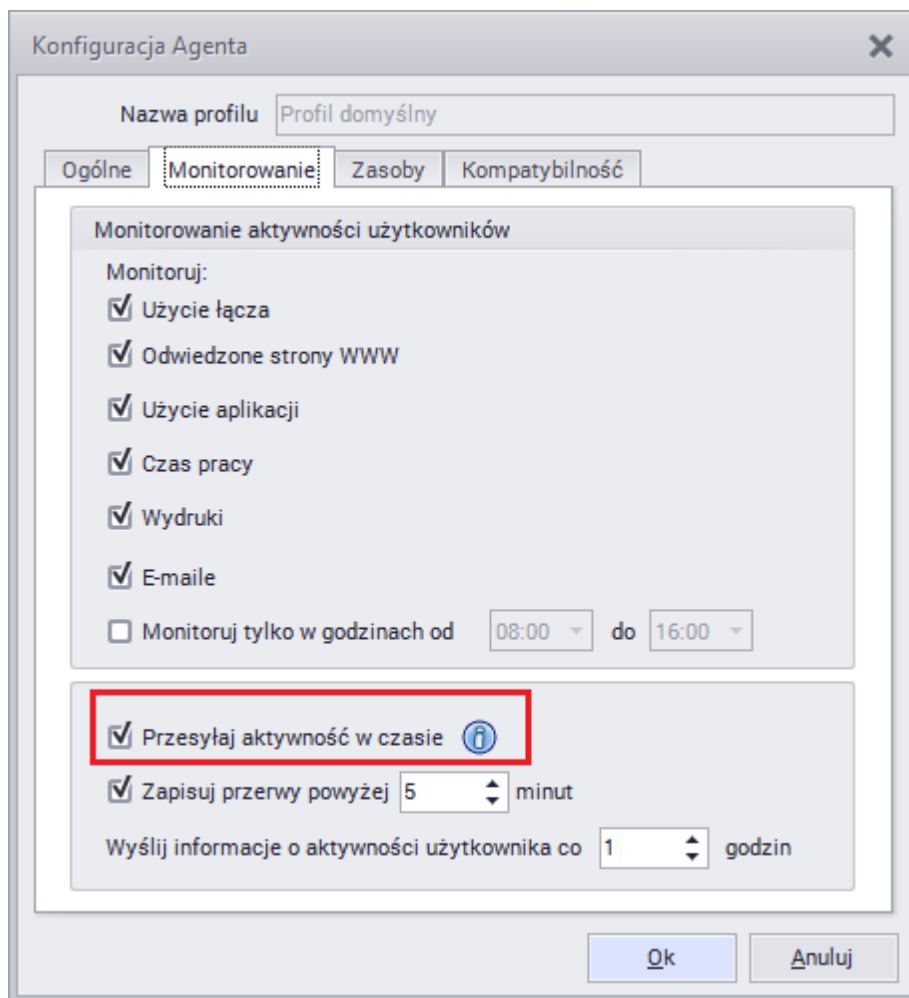 Konfiguracja Agenta
Nazwa profilu Profil domyślny
Ogólne Monitorowanie Zasoby Kompatybilność
Monitorowanie aktywności użytkowników
Monitoruj:
Użycie łącza
Odwiedzone strony WWW
Użycie aplikacji
Czas pracy
Wydruki
E-maile
Monitoruj tylko w godzinach od 08:00 do 16:00
Przesyłaj aktywność w czasie
Zapisuj przerwy powyżej 5 minut
Wyślij informacje o aktywności użytkownika co 1 godzin
Ok Anuluj